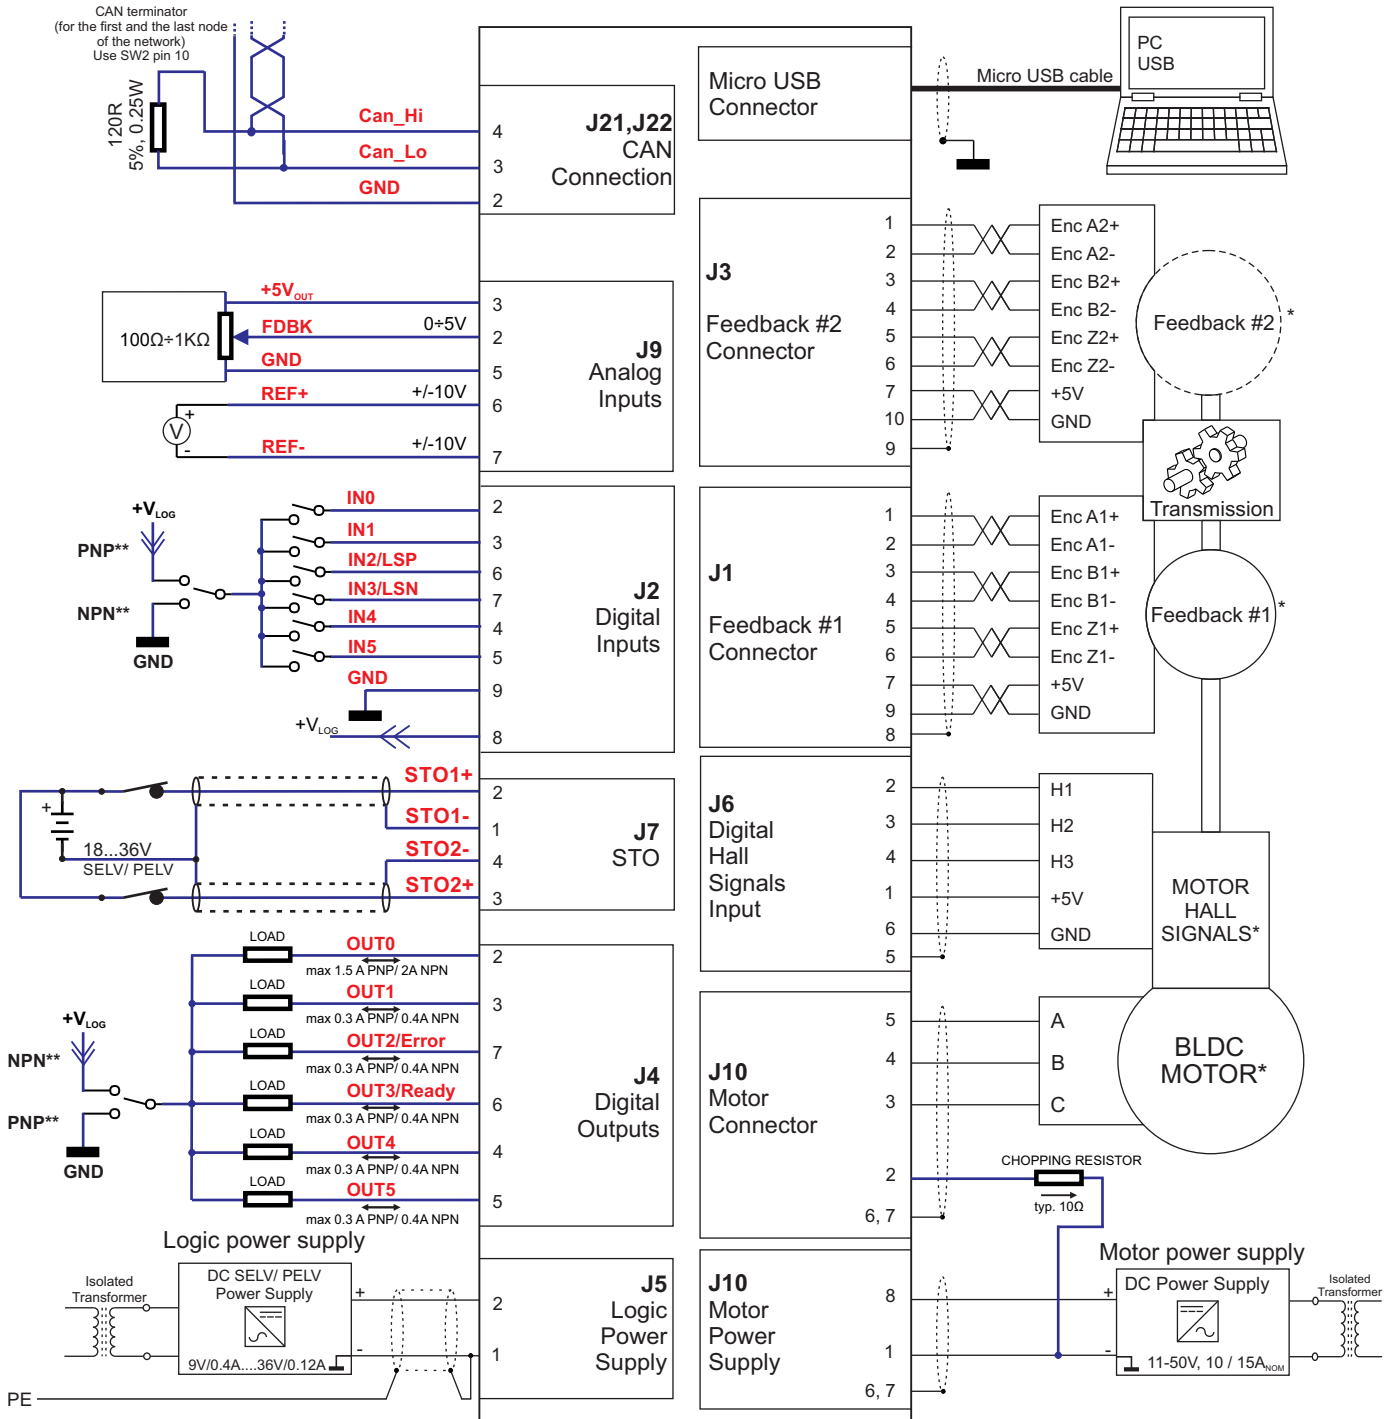 CAN terminator
(for the first and the last node
of the network)
Use SW2 pin 10
120R
5%, 0.25W
Can_Hi
4
Can_Lo
3
GND
2
J21,J22
CAN
Connection
Micro USB
Connector
Micro USB cable
PC
USB
+5VOUT
3
100Ω÷1KΩ
FDBK
0÷5V
2
GND
5
REF+
+/-10V
6
V
+
-
REF-
+/-10V
7
J9
Analog
Inputs
J3
Feedback #2
Connector
1
2
3
4
5
6
7
10
9
Enc A2+
Enc A2-
Enc B2+
Enc B2-
Enc Z2+
Enc Z2-
+5V
GND
Feedback #2
*
Transmission
+VLOG
PNP**
NPN**
GND
IN0
2
IN1
3
IN2/LSP
6
IN3/LSN
7
IN4
4
IN5
5
GND
9
+VLOG
8
J2
Digital
Inputs
J1
Feedback #1
Connector
1
2
3
4
5
6
7
9
8
Enc A1+
Enc A1-
Enc B1+
Enc B1-
Enc Z1+
Enc Z1-
+5V
GND
Feedback #1
*
STO1+
2
STO1-
1
STO2-
4
STO2+
3
+
18...36V
SELV/ PELV
J7
STO
J6
Digital
Hall
Signals
Input
2
3
4
1
6
5
H1
H2
H3
+5V
GND
MOTOR
HALL
SIGNALS*
+VLOG
NPN**
PNP**
GND
LOAD
OUT0
max 1.5 A PNP/ 2A NPN
2
LOAD
OUT1
max 0.3 A PNP/ 0.4A NPN
3
LOAD
OUT2/Error
max 0.3 A PNP/ 0.4A NPN
7
LOAD
OUT3/Ready
max 0.3 A PNP/ 0.4A NPN
6
LOAD
OUT4
max 0.3 A PNP/ 0.4A NPN
4
LOAD
OUT5
max 0.3 A PNP/ 0.4A NPN
5
J4
Digital
Outputs
J10
Motor
Connector
5
4
3
2
6, 7
A
B
C
BLDC
MOTOR*
CHOPPING RESISTOR
typ. 10Ω
Logic power supply
Isolated
Transformer
DC SELV/ PELV
Power Supply
9V/0.4A....36V/0.12A
+
-
2
1
PE
J5
Logic
Power
Supply
J10
Motor
Power
Supply
8
1
6, 7
Motor power supply
+
-
DC Power Supply
11-50V, 10 / 15ANOM
Isolated
Transformer